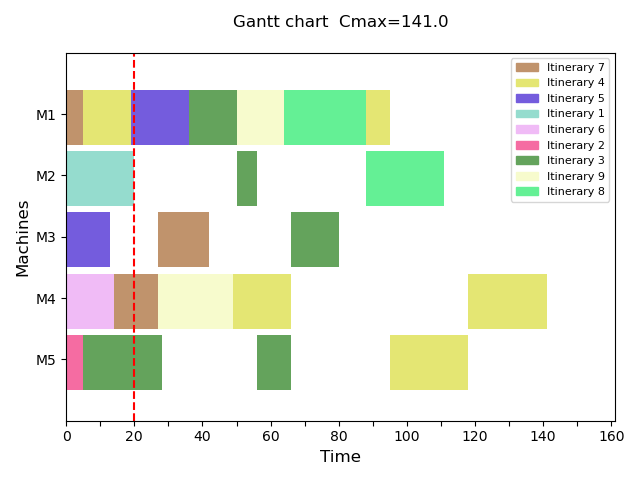 Gantt chart  Cmax=141.0
Itinerary 7
Itinerary 4
Itinerary 5
Itinerary 1
Itinerary 6
Itinerary 2
Itinerary 3
Itinerary 9
Itinerary 8
M1
M2
M3
M4
M5
Machines
0 20 40 60 80 100 120 140 160
Time